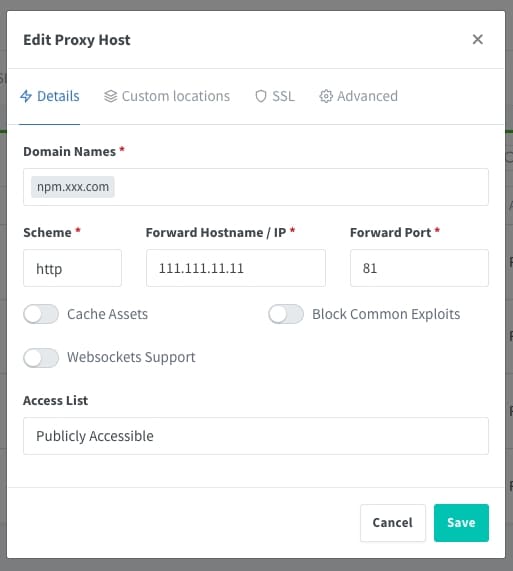 Edit Proxy Host ×
Details Custom locations SSL Advanced
Domain Names *
npm.xxx.com
Scheme * Forward Hostname / IP * Forward Port *
http 111.111.11.11 81
Cache Assets Block Common Exploits
Websockets Support
Access List
Publicly Accessible
Cancel Save